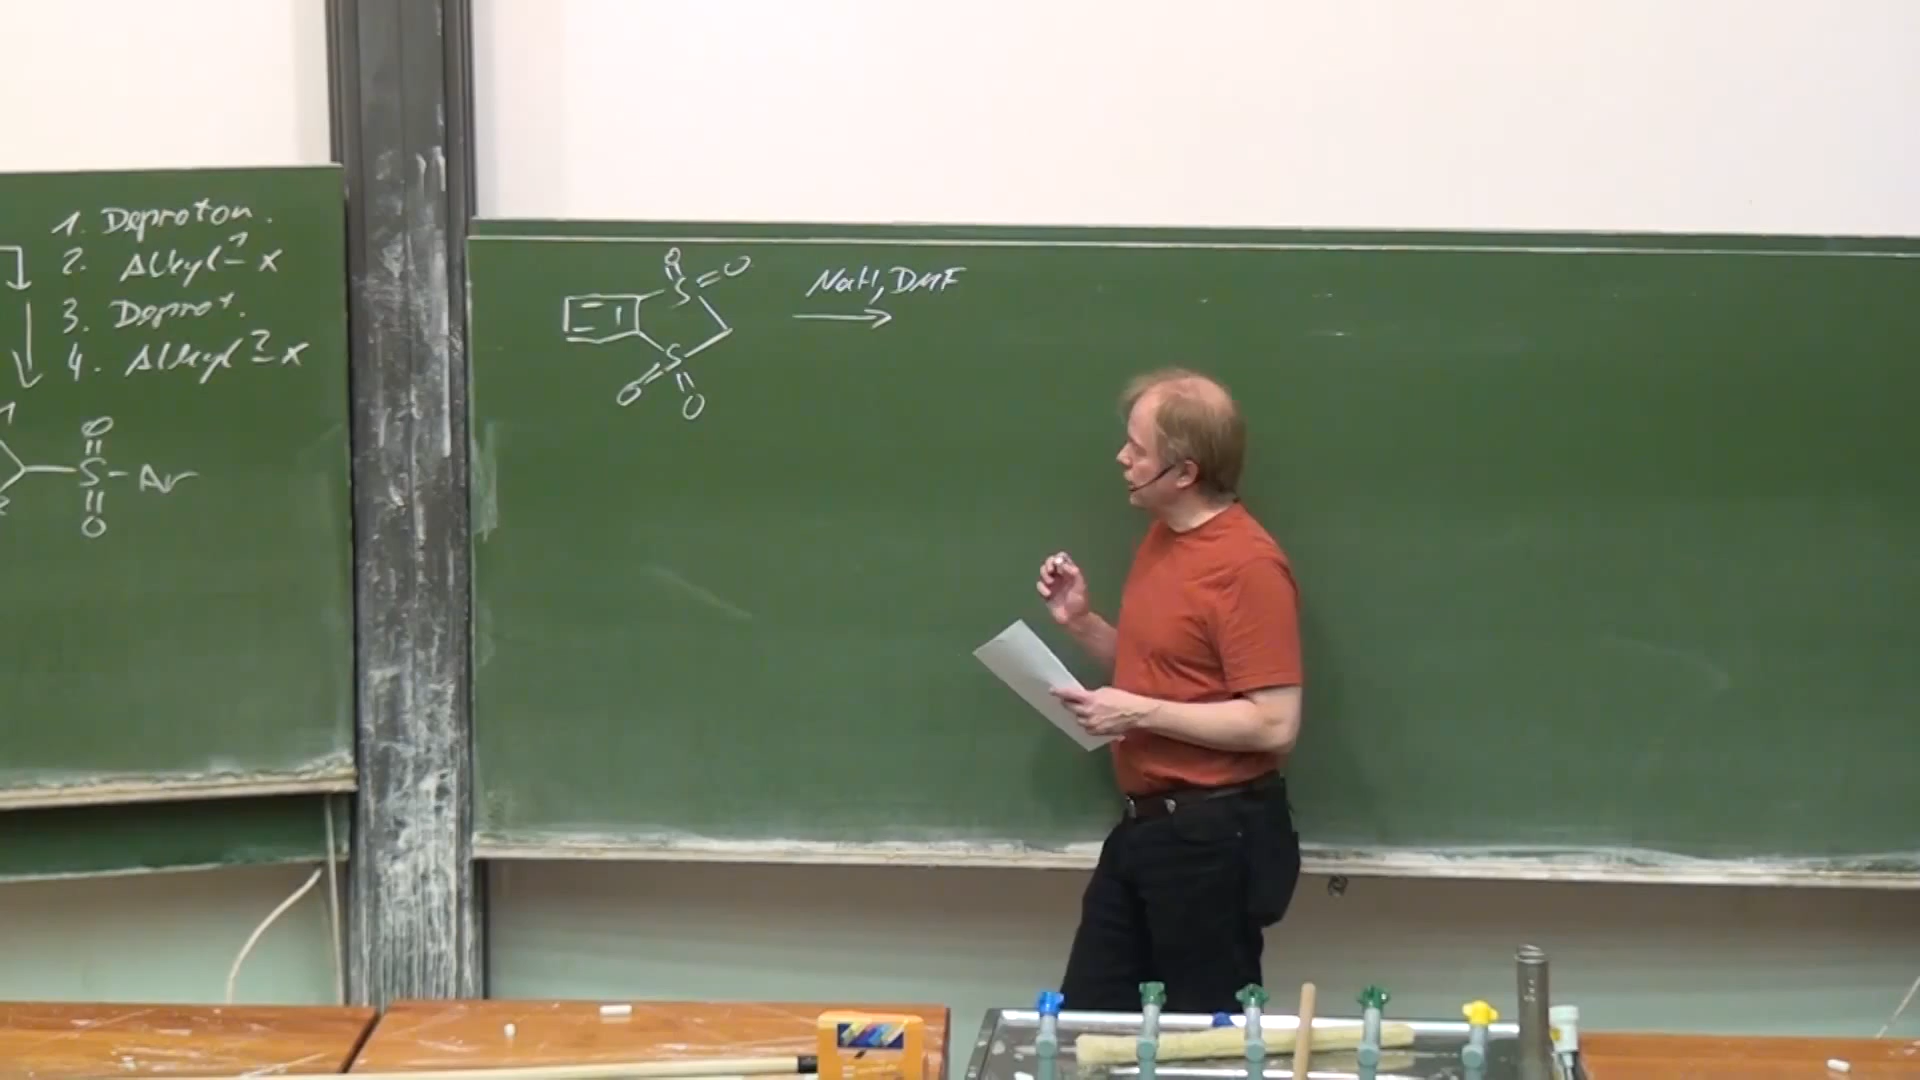 1. Deproton.
2. Alkyl¹-X
3. Deprot.
4. Alkyl²-X
O
S-Ar
O
O
S=O
S
O
O
NaH, DMF